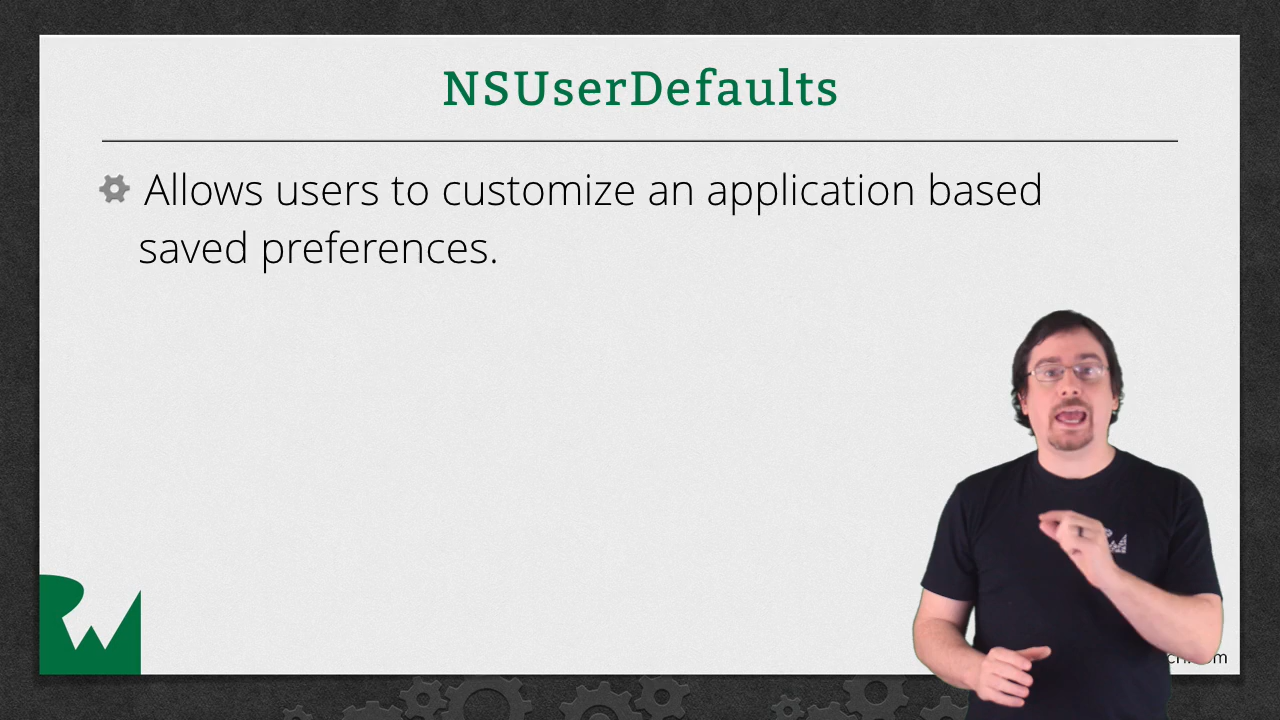 NSUserDefaults
Allows users to customize an application based
saved preferences.